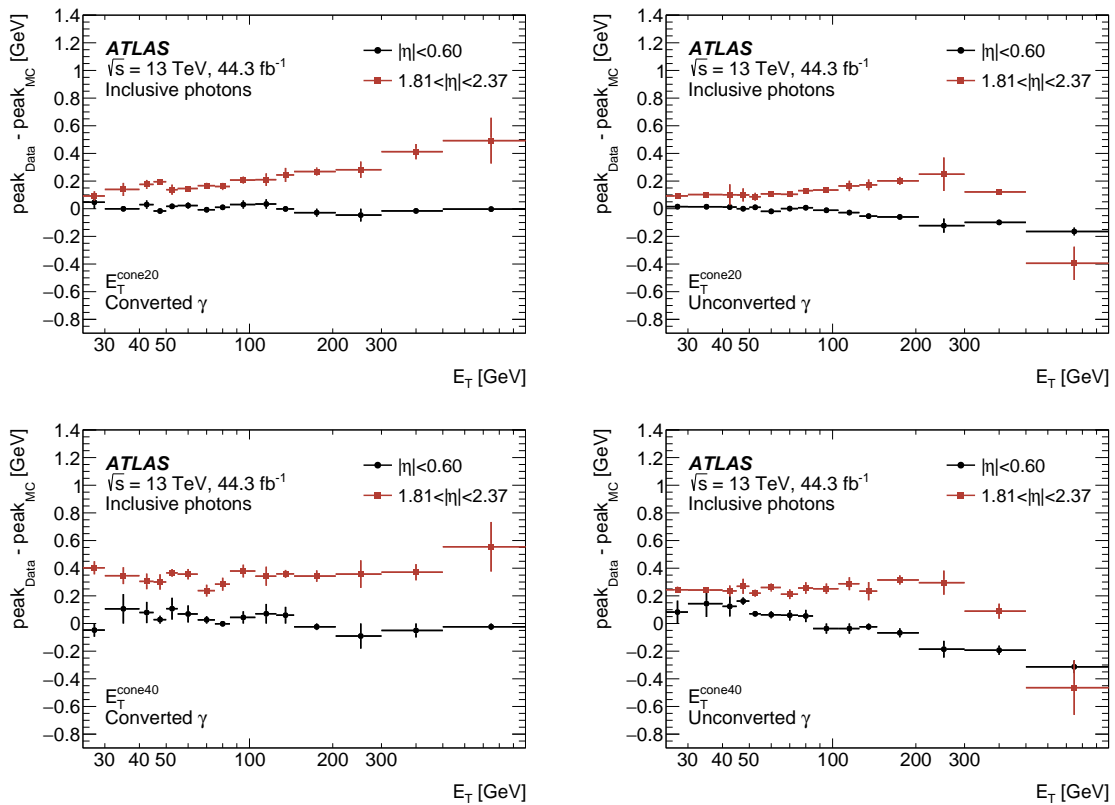 peak_Data - peak_MC [GeV]
1.4
1.2
1
0.8
0.6
0.4
0.2
0
−0.2
−0.4
−0.6
−0.8
ATLAS
√s = 13 TeV, 44.3 fb⁻¹
Inclusive photons
|η|<0.60
1.81<|η|<2.37
E_T^cone20
Converted γ
30 40 50 100 200 300
E_T [GeV]
peak_Data - peak_MC [GeV]
1.4
1.2
1
0.8
0.6
0.4
0.2
0
−0.2
−0.4
−0.6
−0.8
ATLAS
√s = 13 TeV, 44.3 fb⁻¹
Inclusive photons
|η|<0.60
1.81<|η|<2.37
E_T^cone20
Unconverted γ
30 40 50 100 200 300
E_T [GeV]
peak_Data - peak_MC [GeV]
1.4
1.2
1
0.8
0.6
0.4
0.2
0
−0.2
−0.4
−0.6
−0.8
ATLAS
√s = 13 TeV, 44.3 fb⁻¹
Inclusive photons
|η|<0.60
1.81<|η|<2.37
E_T^cone40
Converted γ
30 40 50 100 200 300
E_T [GeV]
peak_Data - peak_MC [GeV]
1.4
1.2
1
0.8
0.6
0.4
0.2
0
−0.2
−0.4
−0.6
−0.8
ATLAS
√s = 13 TeV, 44.3 fb⁻¹
Inclusive photons
|η|<0.60
1.81<|η|<2.37
E_T^cone40
Unconverted γ
30 40 50 100 200 300
E_T [GeV]